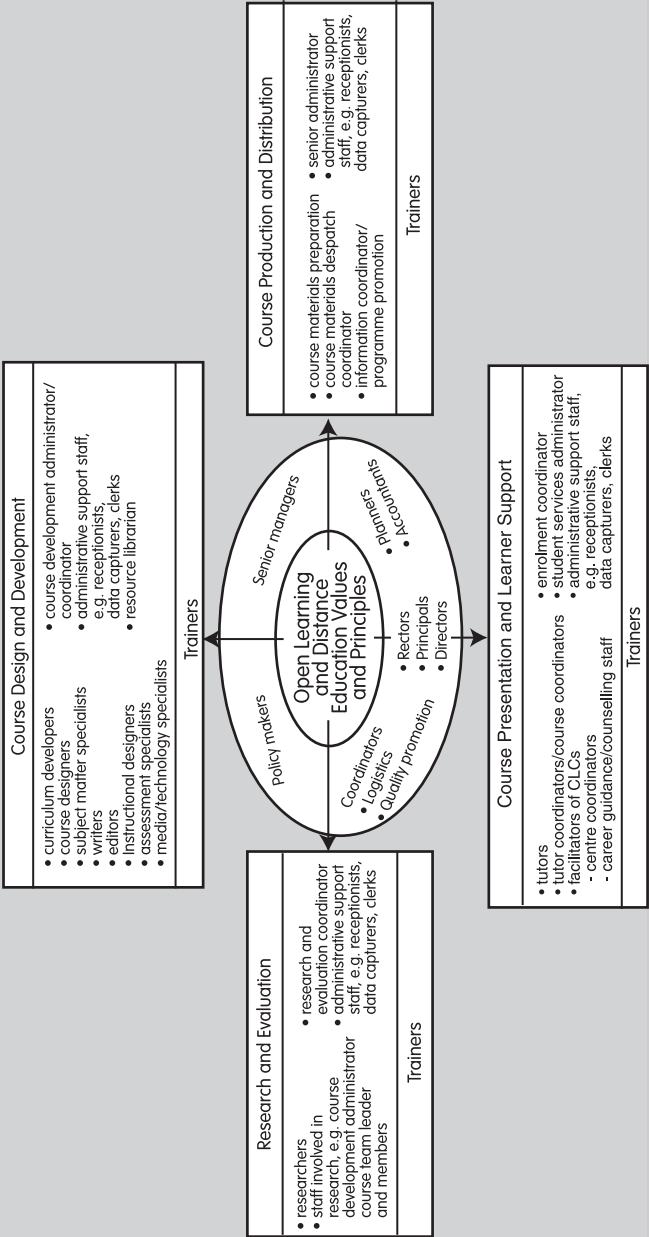 Course Design and Development
• curriculum developers
• course designers
• subject matter specialists
• writers
• editors
• Instructional designers
• assessment specialists
• media/technology specialists
• course development administrator/
coordinator
• administrative support staff,
e.g. receptionists,
data capturers, clerks
• resource librarian
Trainers
Research and Evaluation
• researchers
• staff involved in
research, e.g. course
development administrator
course team leader
and members
• research and
evaluation coordinator
• administrative support
staff, e.g. receptionists,
data capturers, clerks
Trainers
Policy makers
Senior managers
Open Learning
and Distance
Education Values
and Principles
Coordinators
• Logistics
• Quality promotion
• Rectors
• Principals
• Directors
• Planners
• Accountants
Course Production and Distribution
• course materials preparation
• course materials despatch
coordinator
• information coordinator/
programme promotion
• senior administrator
• administrative support
staff, e.g. receptionists,
data capturers, clerks
Trainers
Course Presentation and Learner Support
• tutors
• tutor coordinators/course coordinators
• facilitators of CLCs
- centre coordinators
- career guidance/counselling staff
• enrolment coordinator
• student services administrator
• administrative support staff,
e.g. receptionists,
data capturers, clerks
Trainers